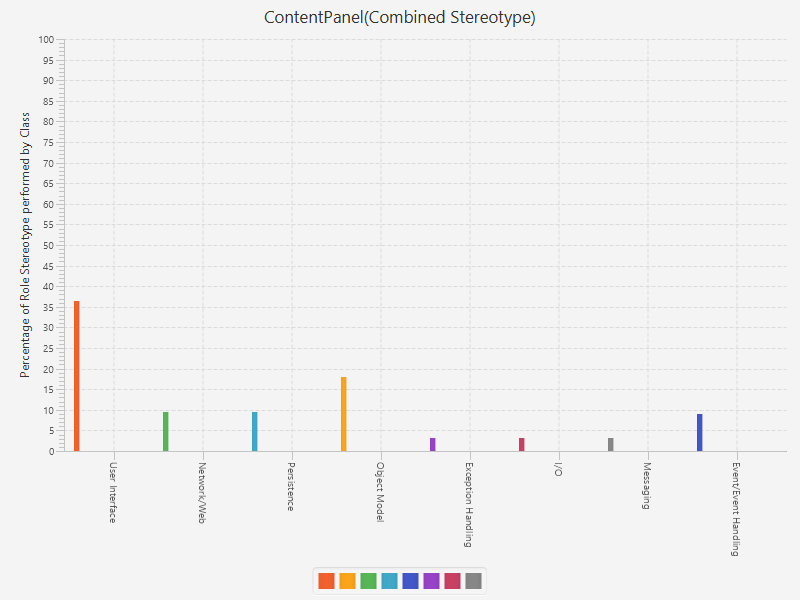 ContentPanel(Combined Stereotype)
Percentage of Role Stereotype performed by Class
100
95
90
85
80
75
70
65
60
55
50
45
40
35
30
25
20
15
10
5
0
User Interface
Network/Web
Persistence
Object Model
Exception Handling
I/O
Messaging
Event/Event Handling